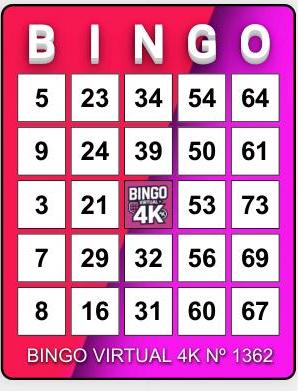 B I N G O
5 23 34 54 64
9 24 39 50 61
3 21 BINGO VIRTUAL 4K 53 73
7 29 32 56 69
8 16 31 60 67
BINGO VIRTUAL 4K Nº 1362